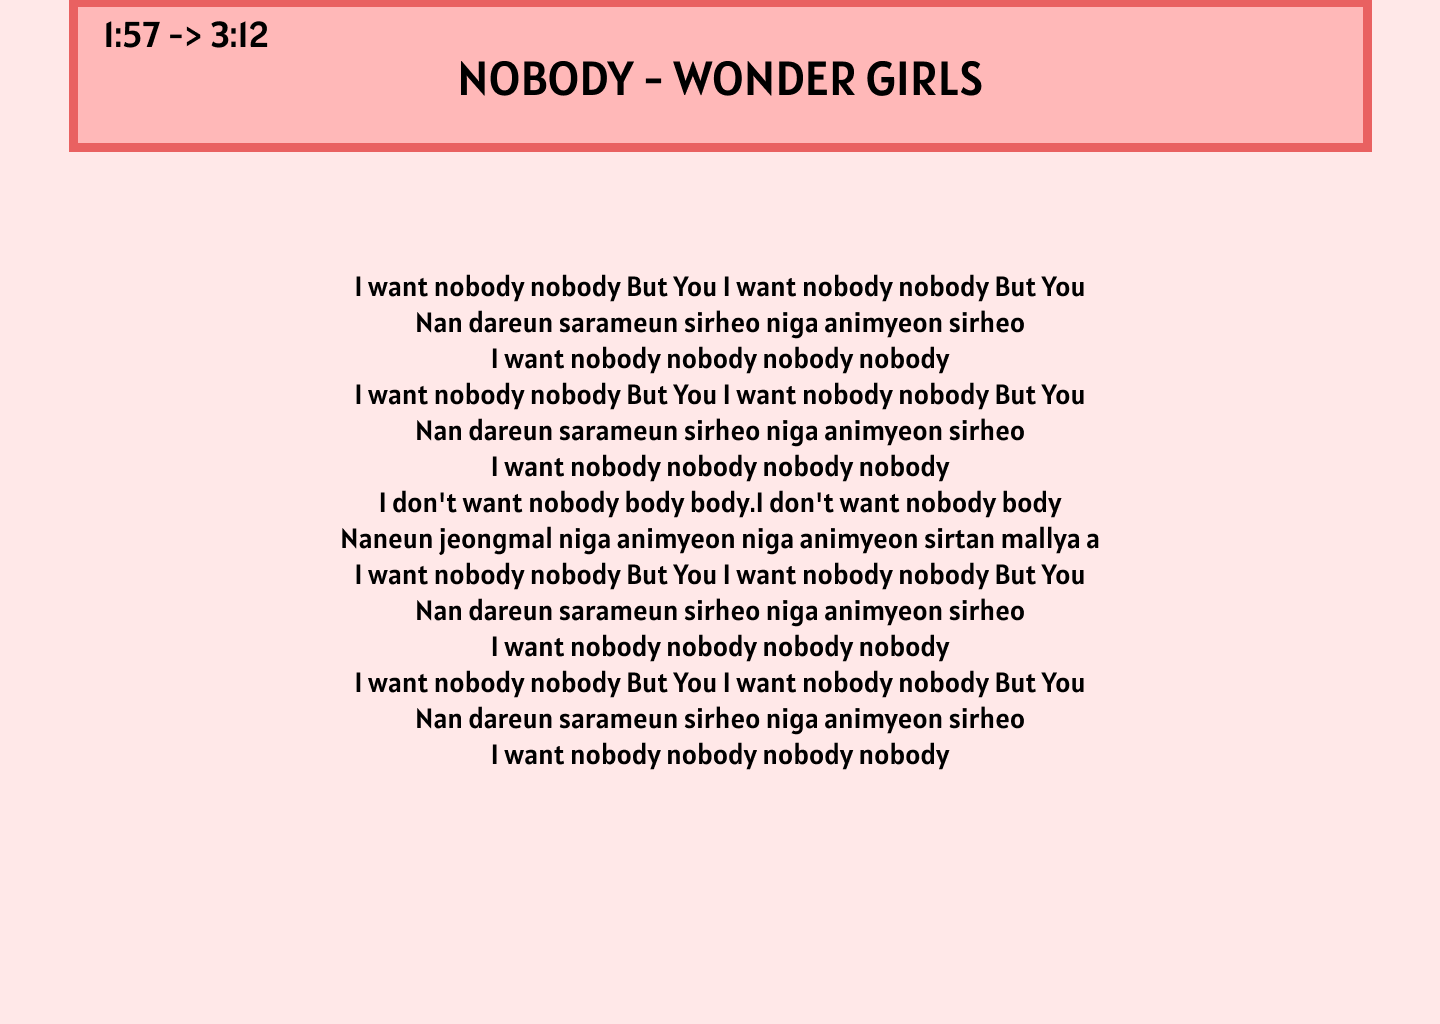 1:57 -> 3:12
NOBODY - WONDER GIRLS
I want nobody nobody But You I want nobody nobody But You
Nan dareun sarameun sirheo niga animyeon sirheo
I want nobody nobody nobody nobody
I want nobody nobody But You I want nobody nobody But You
Nan dareun sarameun sirheo niga animyeon sirheo
I want nobody nobody nobody nobody
I don't want nobody body body.I don't want nobody body
Naneun jeongmal niga animyeon niga animyeon sirtan mallya a
I want nobody nobody But You I want nobody nobody But You
Nan dareun sarameun sirheo niga animyeon sirheo
I want nobody nobody nobody nobody
I want nobody nobody But You I want nobody nobody But You
Nan dareun sarameun sirheo niga animyeon sirheo
I want nobody nobody nobody nobody